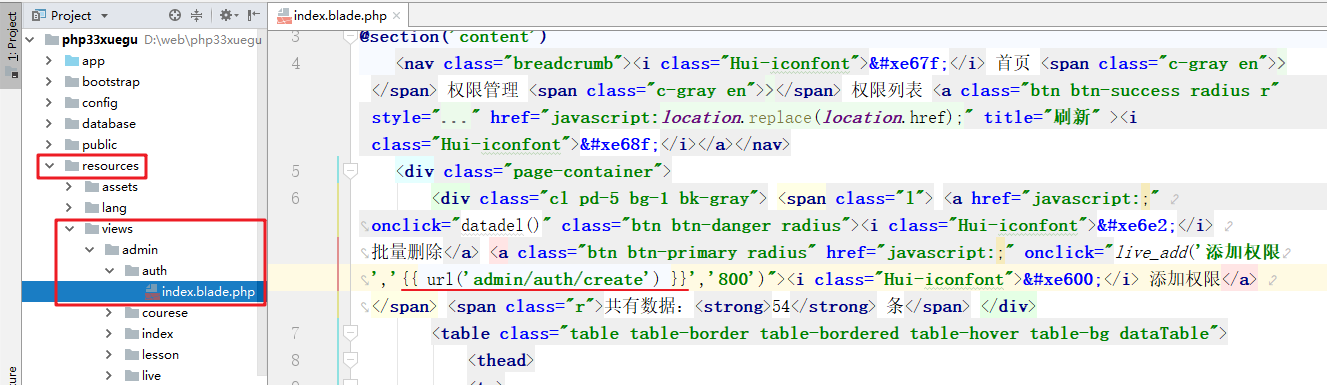 1: Project
Project
php33xuegu D:\web\php33xuegu
app
bootstrap
config
database
public
resources
assets
lang
views
admin
auth
index.blade.php
courese
index
lesson
live
index.blade.php
3 @section('content')
4 <nav class="breadcrumb"><i class="Hui-iconfont">&#xe67f;</i> 首页 <span class="c-gray en">>
</span> 权限管理 <span class="c-gray en">></span> 权限列表 <a class="btn btn-success radius r"
style="..." href="javascript:location.replace(location.href);" title="刷新" ><i
class="Hui-iconfont">&#xe68f;</i></a></nav>
5 <div class="page-container">
6 <div class="cl pd-5 bg-1 bk-gray"> <span class="l"> <a href="javascript:;"
onclick="datadel()" class="btn btn-danger radius"><i class="Hui-iconfont">&#xe6e2;</i>
批量删除</a> <a class="btn btn-primary radius" href="javascript:;" onclick="live_add('添加权限
','{{ url('admin/auth/create') }}','800')"><i class="Hui-iconfont">&#xe600;</i> 添加权限</a>
</span> <span class="r">共有数据：<strong>54</strong> 条</span> </div>
7 <table class="table table-border table-bordered table-hover table-bg dataTable">
8 <thead>